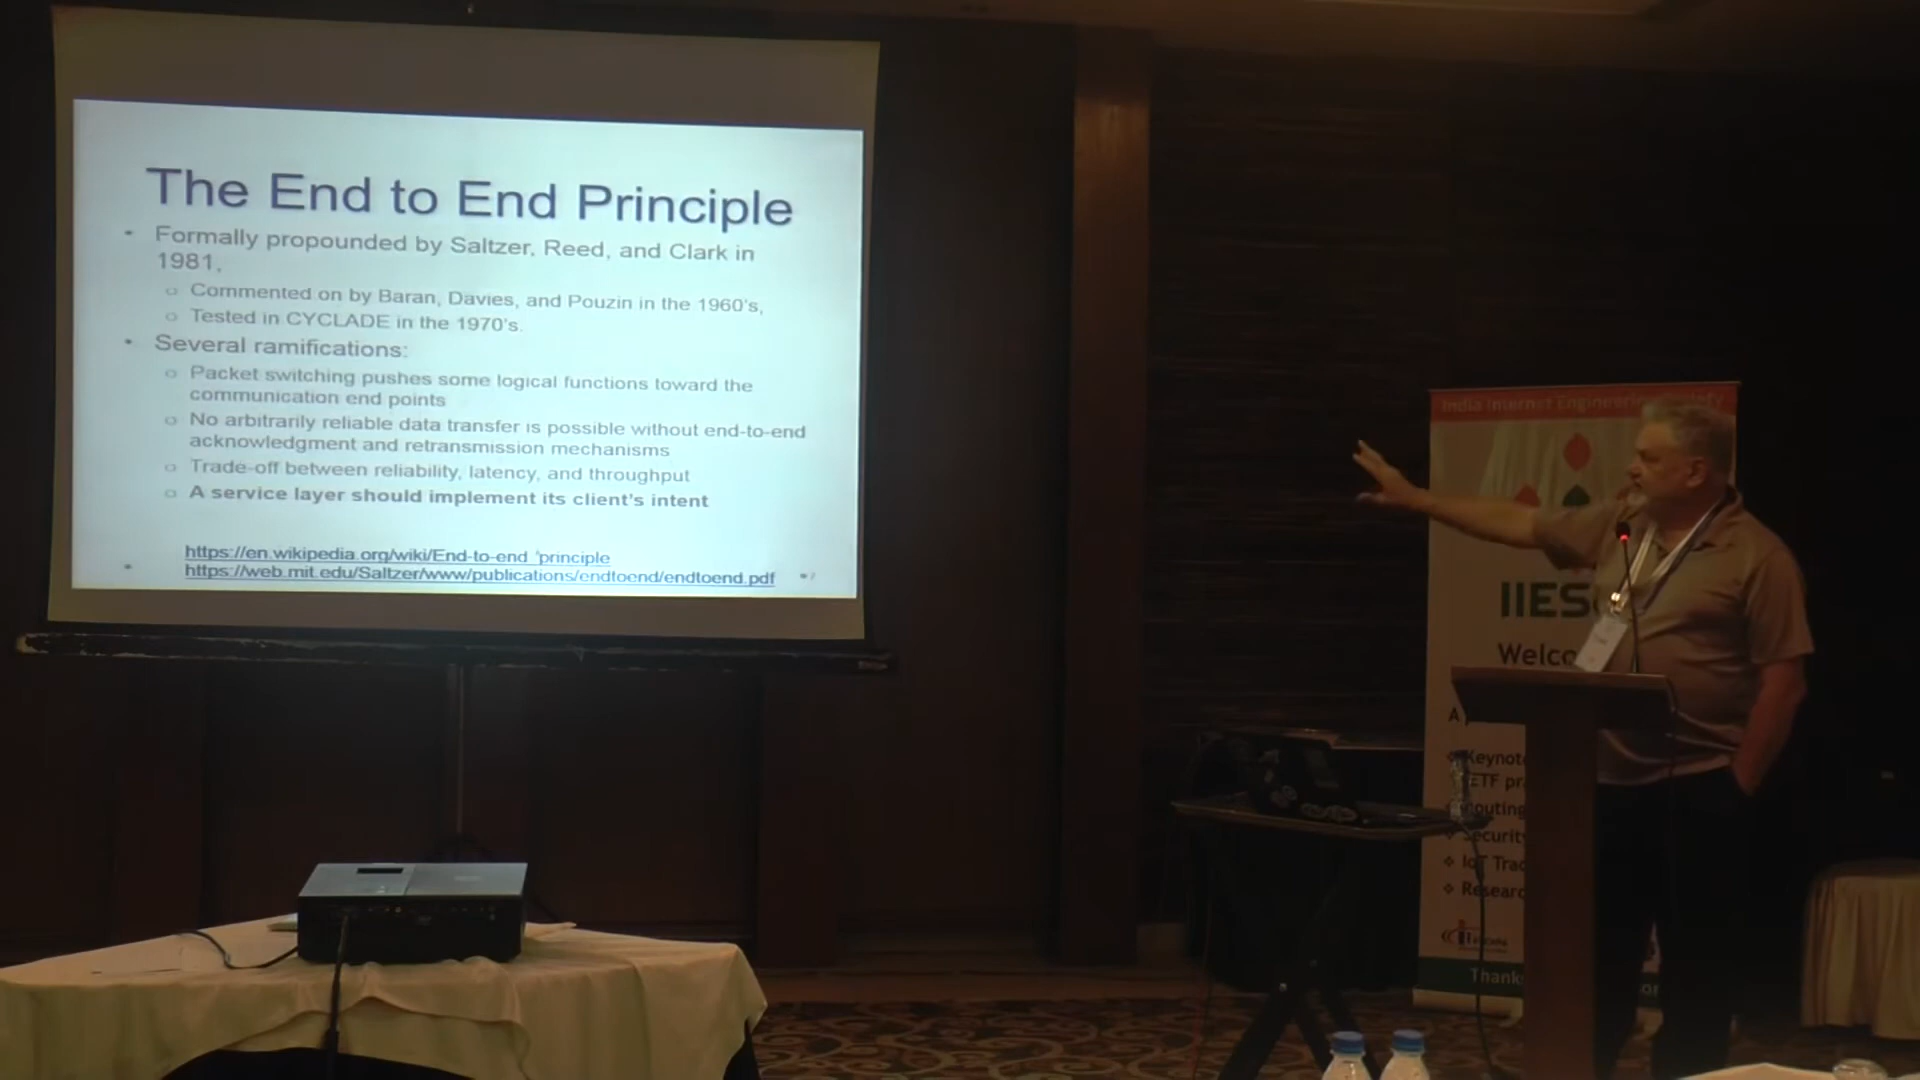 The End to End Principle
• Formally propounded by Saltzer, Reed, and Clark in
1981,
o Commented on by Baran, Davies, and Pouzin in the 1960's,
o Tested in CYCLADE in the 1970's.
• Several ramifications:
o Packet switching pushes some logical functions toward the
communication end points
o No arbitrarily reliable data transfer is possible without end-to-end
acknowledgment and retransmission mechanisms
o Trade-off between reliability, latency, and throughput
o A service layer should implement its client's intent
https://en.wikipedia.org/wiki/End-to-end_principle
• https://web.mit.edu/Saltzer/www/publications/endtoend/endtoend.pdf
India Internet Engineering
IIES
Welco
A
Keynote
IETF pr
outing
Security
IoT Trac
Researc
Thank